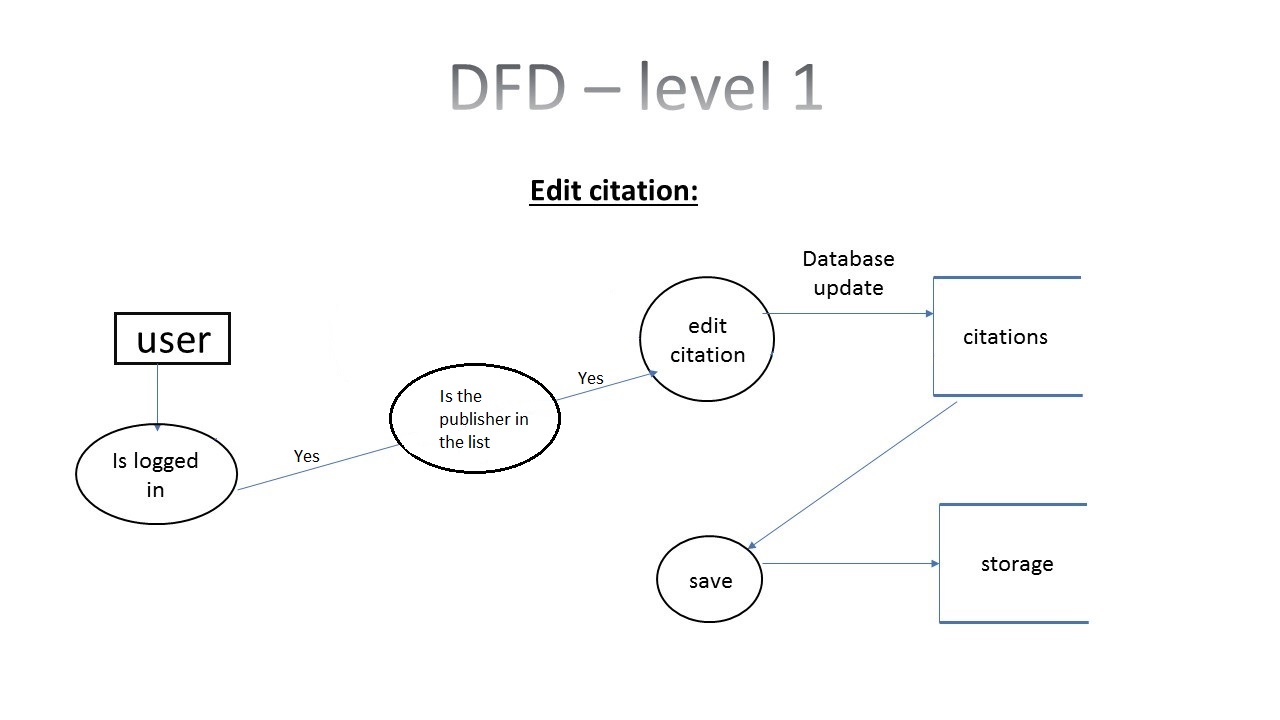 DFD – level 1
Edit citation:
Database
update
user
edit
citation
citations
Yes
Is the
publisher in
the list
Yes
Is logged
in
save
storage